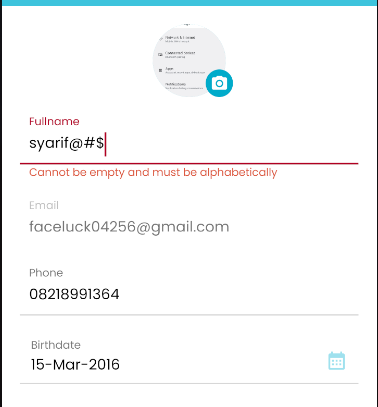 Fullname
syarif@#$
Cannot be empty and must be alphabetically
Email
faceluck04256@gmail.com
Phone
08218991364
Birthdate
15-Mar-2016